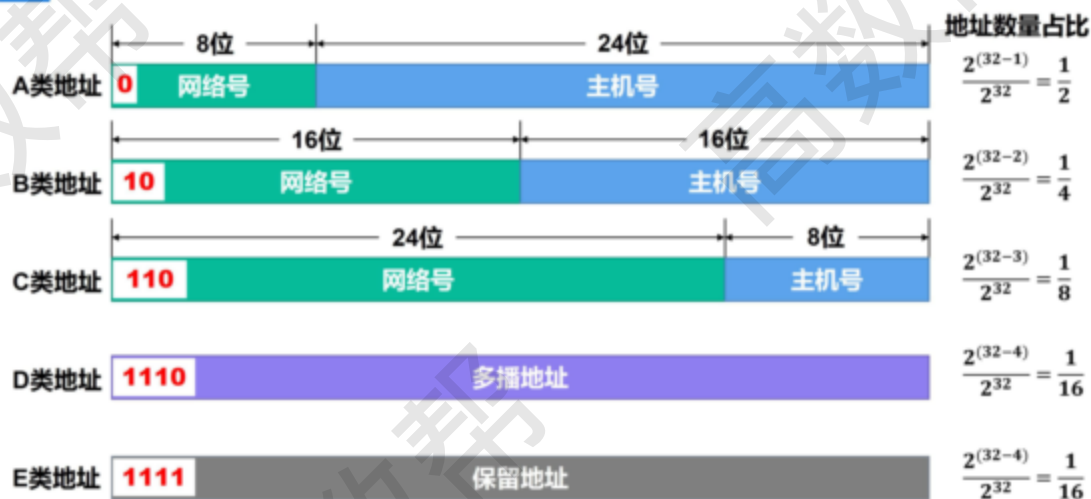 地址数量占比
8位 24位
A类地址 0 网络号 主机号 2^(32-1)/2^32 = 1/2
16位 16位
B类地址 10 网络号 主机号 2^(32-2)/2^32 = 1/4
24位 8位
C类地址 110 网络号 主机号 2^(32-3)/2^32 = 1/8
D类地址 1110 多播地址 2^(32-4)/2^32 = 1/16
E类地址 1111 保留地址 2^(32-4)/2^32 = 1/16